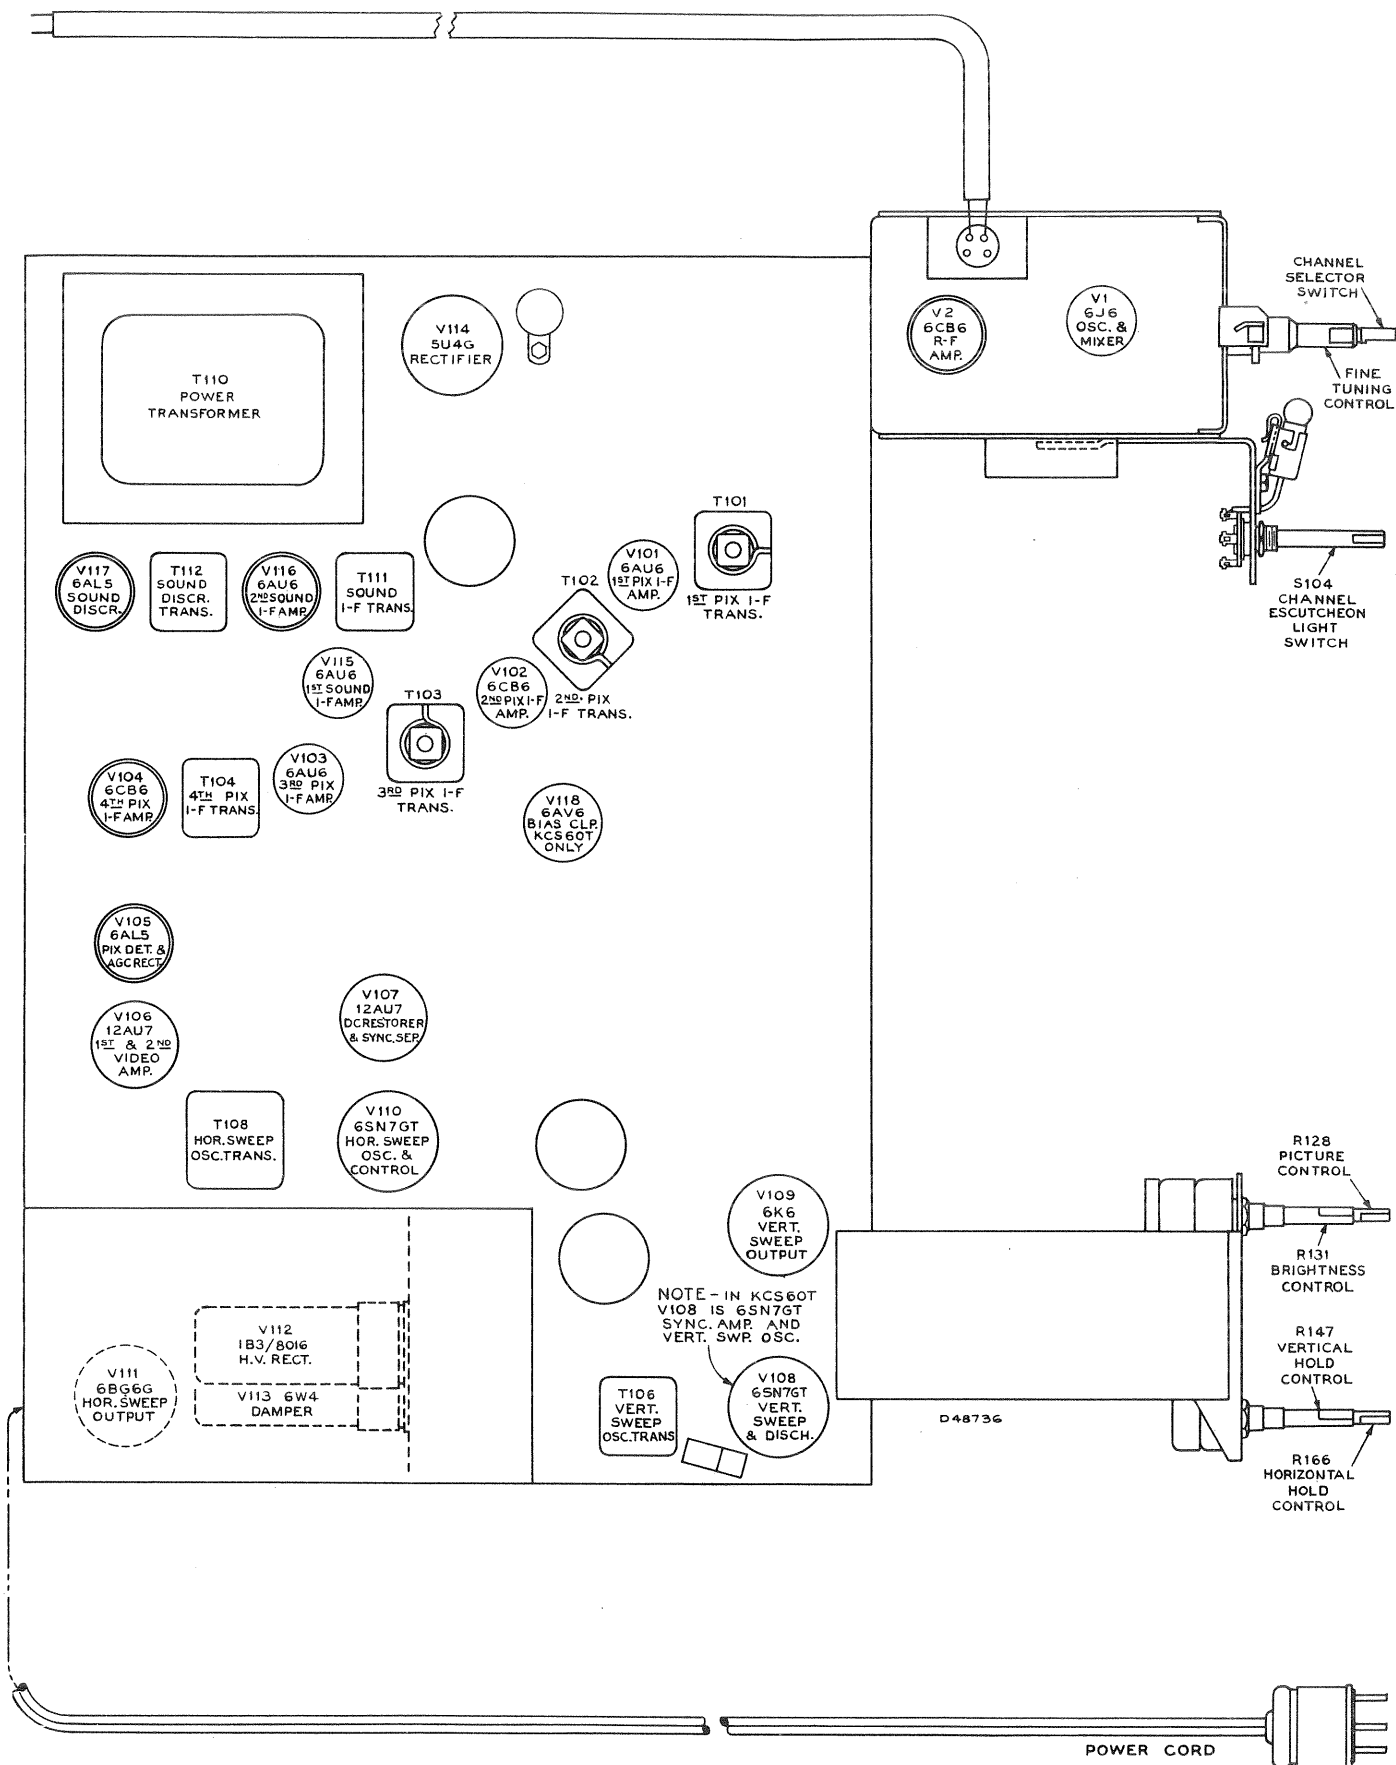 CHANNEL
SELECTOR
SWITCH
V1
6J6
OSC. &
MIXER
V2
6CB6
R-F
AMP.
V114
5U4G
RECTIFIER
T110
POWER
TRANSFORMER
FINE
TUNING
CONTROL
T101
1ST PIX I-F
TRANS.
V101
6AU6
1ST PIX I-F
AMP.
V117
6AL5
SOUND
DISCR.
T112
SOUND
DISCR.
TRANS.
V116
6AU6
2ND SOUND
I-F AMP.
T111
SOUND
I-F TRANS.
T102
2ND. PIX
I-F TRANS.
S104
CHANNEL
ESCUTCHEON
LIGHT
SWITCH
V115
6AU6
1ST SOUND
I-F AMP.
V102
6CB6
2ND PIX I-F
AMP.
T103
3RD PIX I-F
TRANS.
V104
6CB6
4TH PIX
I-F AMP.
T104
4TH PIX
I-F TRANS.
V103
6AU6
3RD PIX
I-F AMP.
V118
6AV6
BIAS CLP.
KCS60T
ONLY
V105
6AL5
PIX DET. &
AGC RECT.
V106
12AU7
1ST & 2ND
VIDEO
AMP.
V107
12AU7
DC RESTORER
& SYNC. SEP.
T108
HOR. SWEEP
OSC. TRANS.
V110
6SN7GT
HOR. SWEEP
OSC. &
CONTROL
R128
PICTURE
CONTROL
V109
6K6
VERT.
SWEEP
OUTPUT
R131
BRIGHTNESS
CONTROL
NOTE - IN KCS60T
V108 IS 6SN7GT
SYNC. AMP. AND
VERT. SWP. OSC.
V112
1B3/8016
H.V. RECT.
V113 6W4
DAMPER
V111
6BG6G
HOR. SWEEP
OUTPUT
T106
VERT.
SWEEP
OSC. TRANS
V108
6SN7GT
VERT.
SWEEP
& DISCH.
R147
VERTICAL
HOLD
CONTROL
D48736
R166
HORIZONTAL
HOLD
CONTROL
POWER CORD